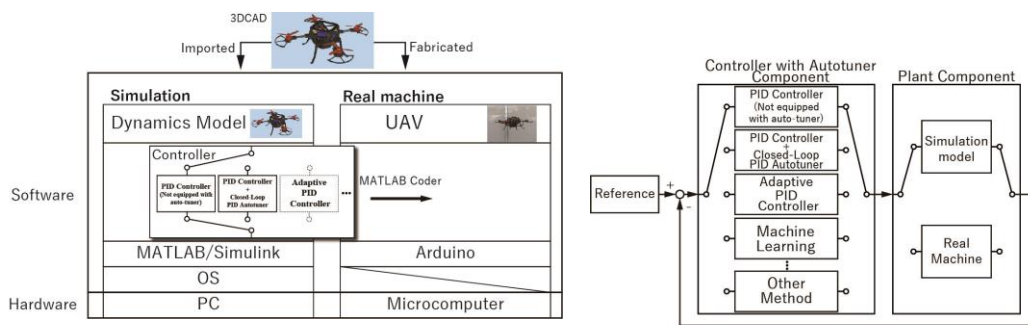 3DCAD
Imported
Fabricated
Simulation
Real machine
Dynamics Model
UAV
Controller
PID Controller
(Not equipped with
auto-tuner)
PID Controller
+
Closed-Loop
PID Autotuner
Adaptive
PID
Controller
...
MATLAB Coder
Software
MATLAB/Simulink
Arduino
OS
Hardware
PC
Microcomputer
Controller with Autotuner
Component
PID Controller
(Not equipped
with auto-tuner)
PID Controller
+
Closed-Loop
PID Autotuner
Adaptive
PID
Controller
Machine
Learning
Other
Method
Reference
+
-
Plant Component
Simulation
model
Real
Machine